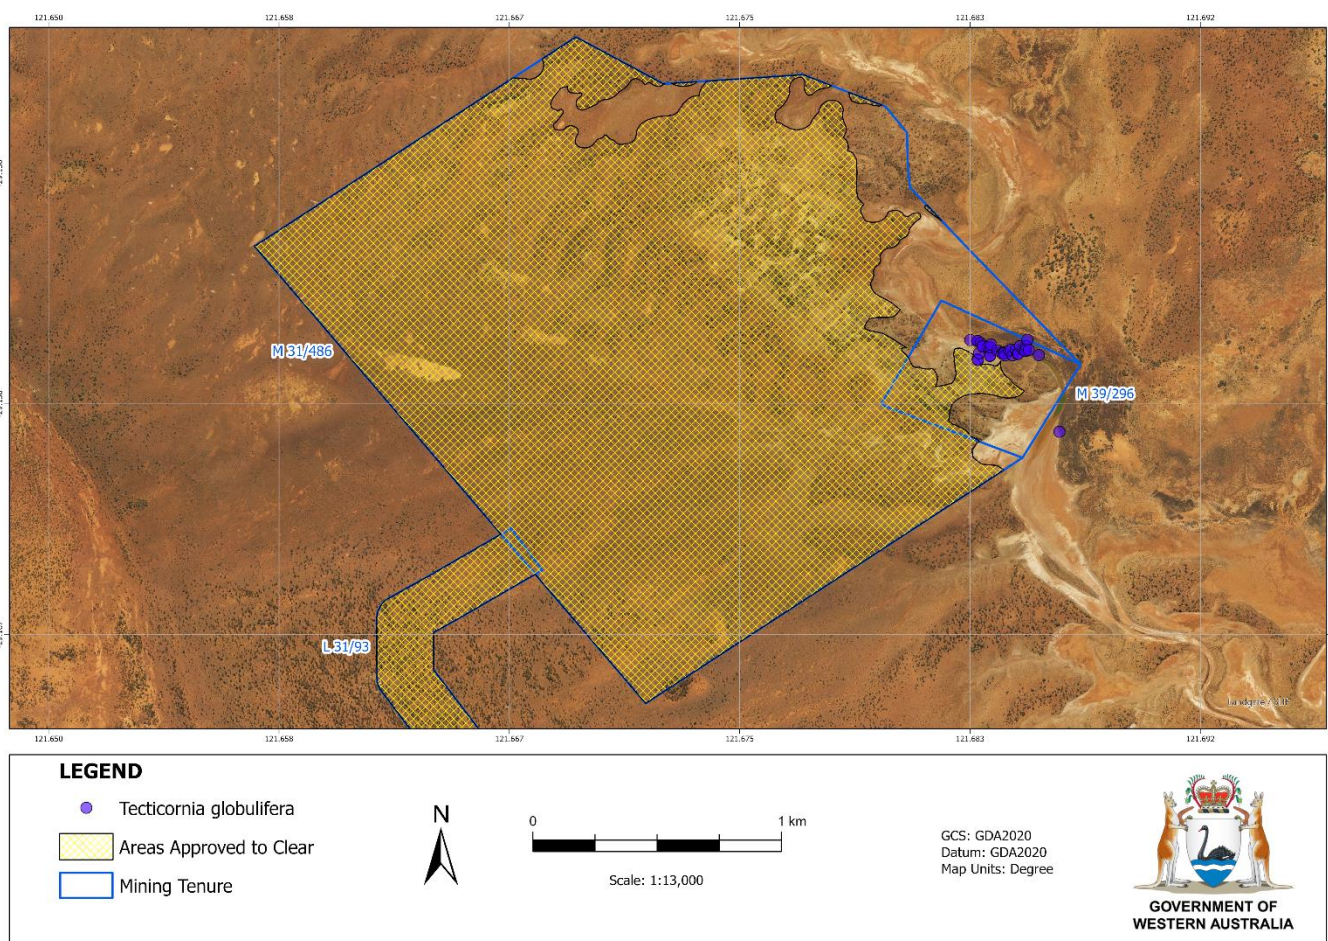 121.650 121.658 121.667 121.675 121.683 121.692
M 31/486
M 39/296
L 31/93
121.650 121.658 121.667 121.675 121.683 121.692
LEGEND
Tecticornia globulifera
Areas Approved to Clear
Mining Tenure
N
0 1 km
Scale: 1:13,000
GCS: GDA2020
Datum: GDA2020
Map Units: Degree
GOVERNMENT OF
WESTERN AUSTRALIA